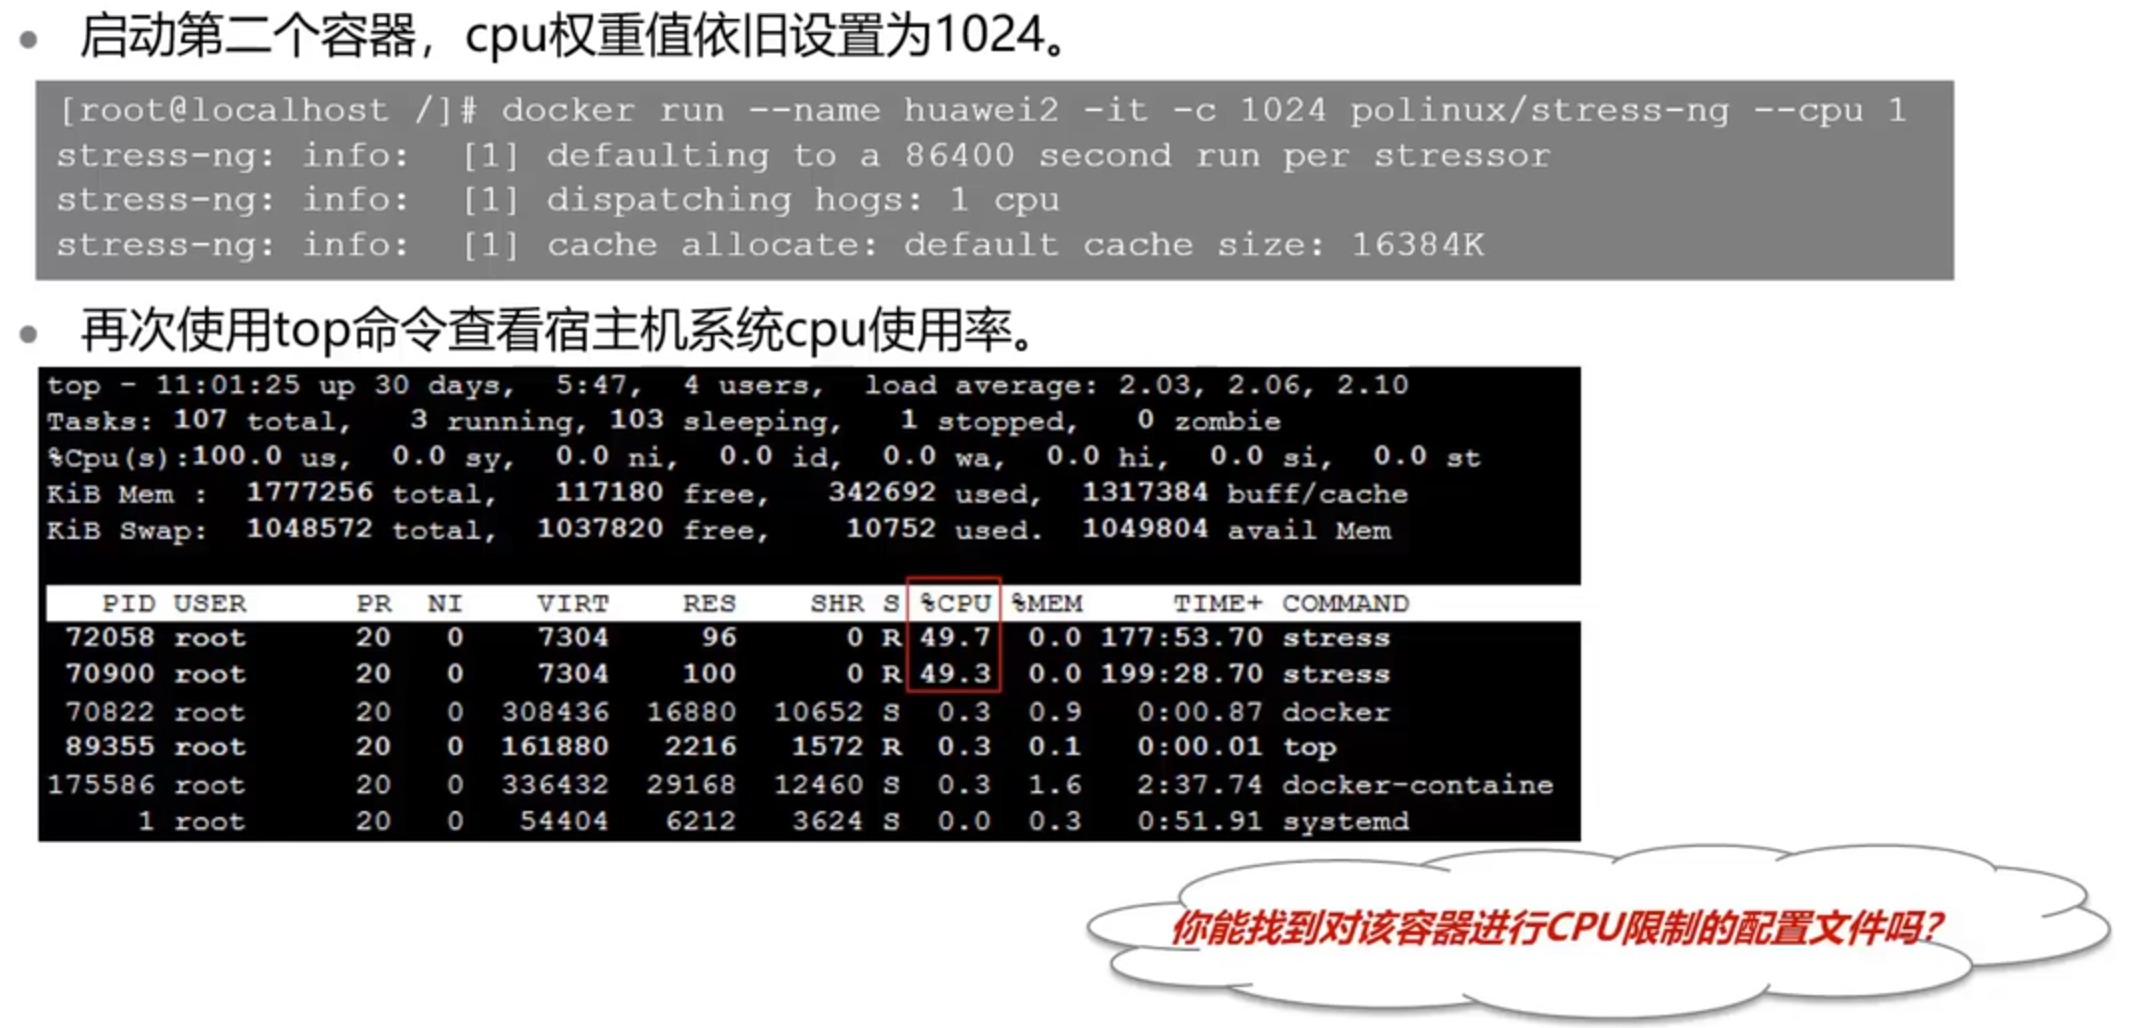 启动第二个容器，cpu权重值依旧设置为1024。
[root@localhost /]# docker run --name huawei2 -it -c 1024 polinux/stress-ng --cpu 1
stress-ng: info:  [1] defaulting to a 86400 second run per stressor
stress-ng: info:  [1] dispatching hogs: 1 cpu
stress-ng: info:  [1] cache allocate: default cache size: 16384K
再次使用top命令查看宿主机系统cpu使用率。
top - 11:01:25 up 30 days,  5:47,  4 users,  load average: 2.03, 2.06, 2.10
Tasks: 107 total,   3 running, 103 sleeping,   1 stopped,   0 zombie
%Cpu(s):100.0 us,  0.0 sy,  0.0 ni,  0.0 id,  0.0 wa,  0.0 hi,  0.0 si,  0.0 st
KiB Mem :  1777256 total,   117180 free,   342692 used,  1317384 buff/cache
KiB Swap:  1048572 total,  1037820 free,    10752 used.  1049804 avail Mem
PID USER      PR  NI    VIRT    RES    SHR S %CPU %MEM     TIME+ COMMAND
72058 root      20   0    7304     96      0 R 49.7  0.0 177:53.70 stress
70900 root      20   0    7304    100      0 R 49.3  0.0 199:28.70 stress
70822 root      20   0  308436  16880  10652 S  0.3  0.9   0:00.87 docker
89355 root      20   0  161880   2216   1572 R  0.3  0.1   0:00.01 top
175586 root      20   0  336432  29168  12460 S  0.3  1.6   2:37.74 docker-containe
1 root      20   0   54404   6212   3624 S  0.0  0.3   0:51.91 systemd
你能找到对该容器进行CPU限制的配置文件吗?